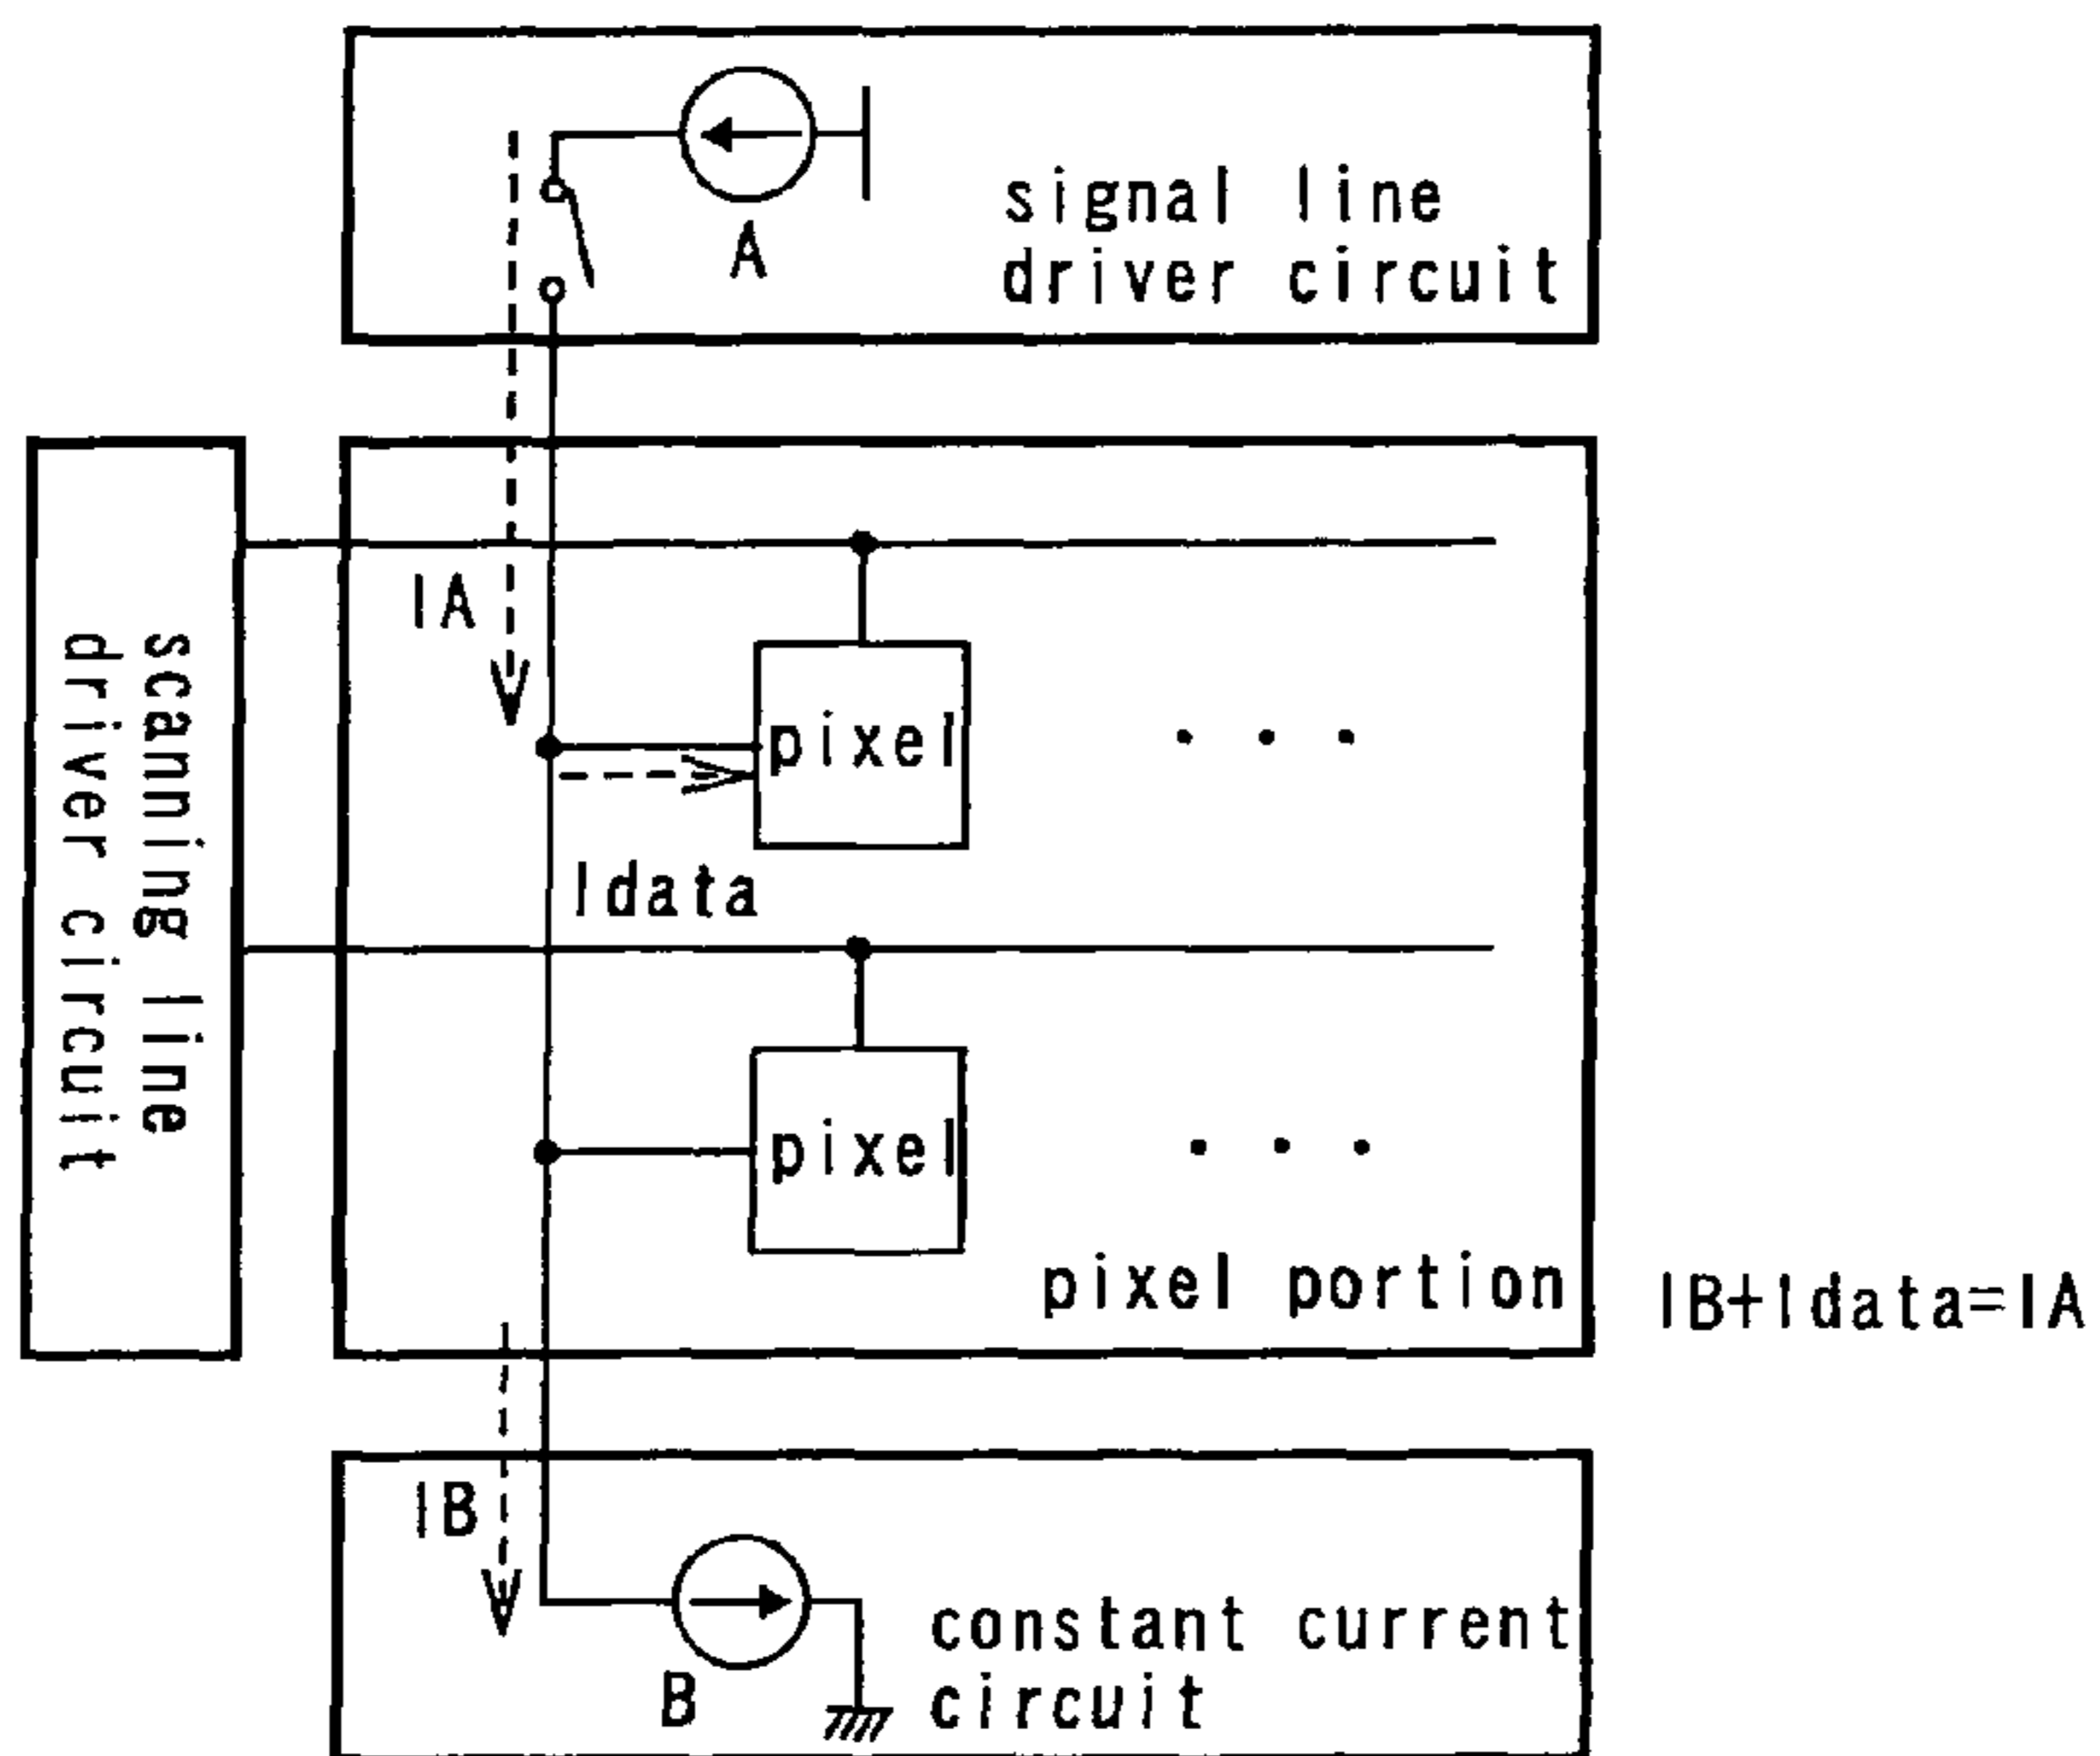 A
signal line
driver circuit
scanning line
driver circuit
IA
pixel
Idata
pixel
pixel portion
IB+Idata=IA
IB
B
constant current
circuit